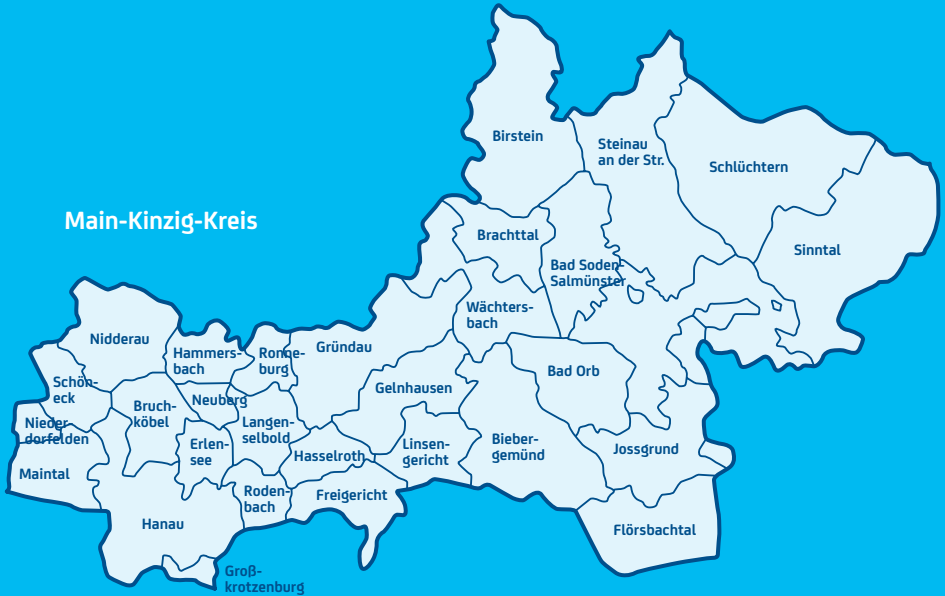 Birstein
Steinau
an der Str.
Schlüchtern
Main-Kinzig-Kreis
Brachttal
Sinntal
Bad Soden-
Salmünster
Wächters-
bach
Nidderau
Hammers-
bach
Ronne-
burg
Gründau
Bad Orb
Schön-
eck
Gelnhausen
Neuberg
Bruch-
köbel
Nieder-
dorfelden
Langen-
selbold
Erlen-
see
Hasselroth
Linsen-
gericht
Bieber-
gemünd
Jossgrund
Maintal
Roden-
bach
Freigericht
Hanau
Flörsbachtal
Groß-
krotzenburg